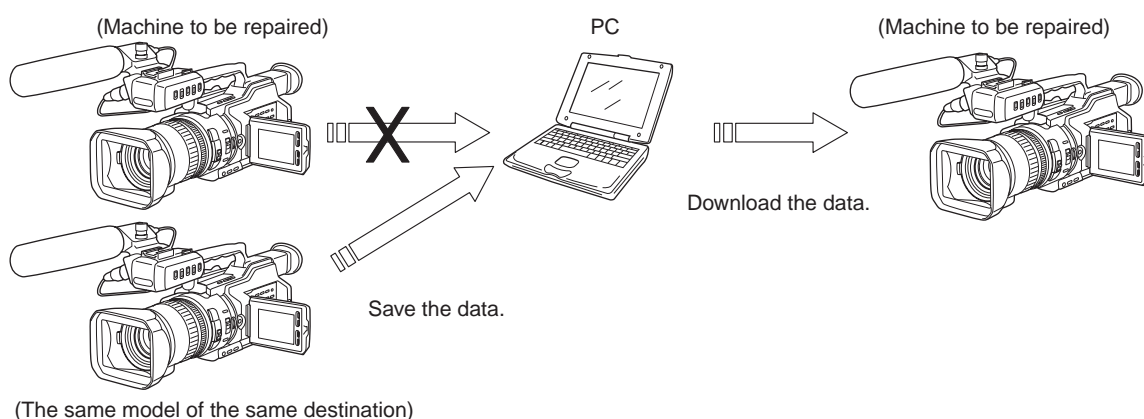 (Machine to be repaired)
PC
(Machine to be repaired)
Download the data.
Save the data.
(The same model of the same destination)